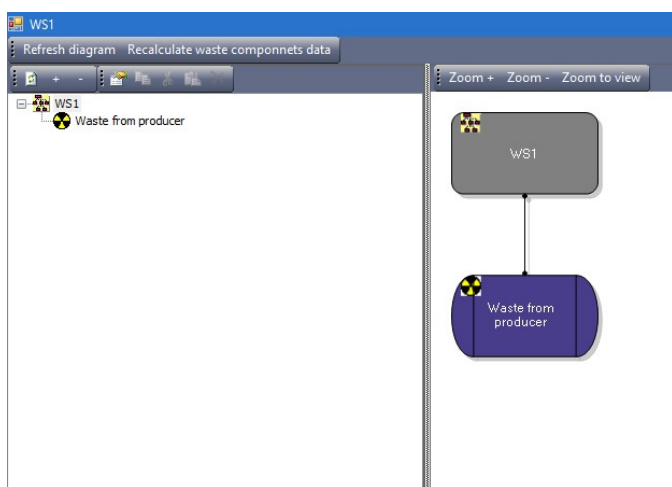 WS1
Refresh diagram Recalculate waste componnets data
+ -
Zoom + Zoom - Zoom to view
WS1
Waste from producer
WS1
Waste from
producer